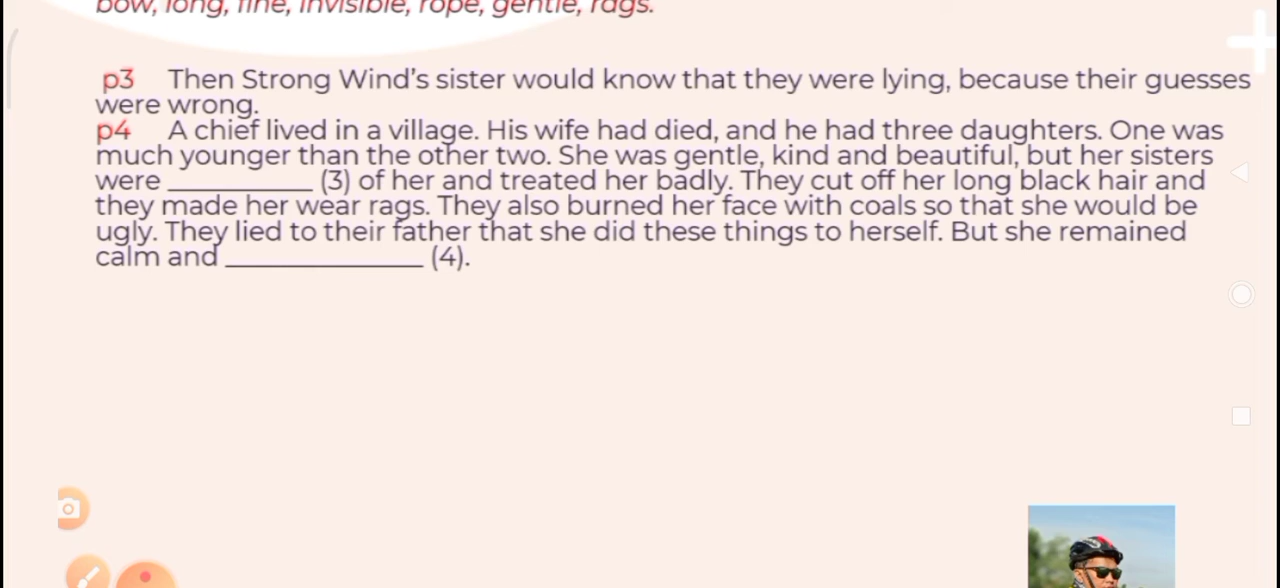 bow, long, fine, invisible, rope, gentle, rags.
p3 Then Strong Wind's sister would know that they were lying, because their guesses
were wrong.
p4 A chief lived in a village. His wife had died, and he had three daughters. One was
much younger than the other two. She was gentle, kind and beautiful, but her sisters
were __________ (3) of her and treated her badly. They cut off her long black hair and
they made her wear rags. They also burned her face with coals so that she would be
ugly. They lied to their father that she did these things to herself. But she remained
calm and ______________ (4).